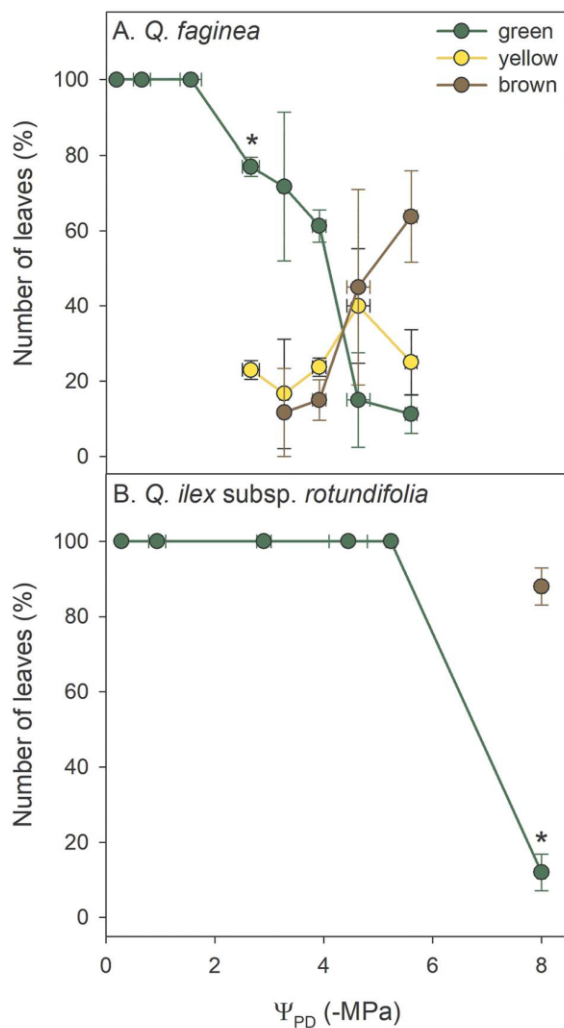 A. Q. faginea
green
yellow
brown
100
80
60
40
20
0
*
Number of leaves (%)
B. Q. ilex subsp. rotundifolia
100
80
60
40
20
0
*
Number of leaves (%)
0 2 4 6 8
Ψ_PD (-MPa)